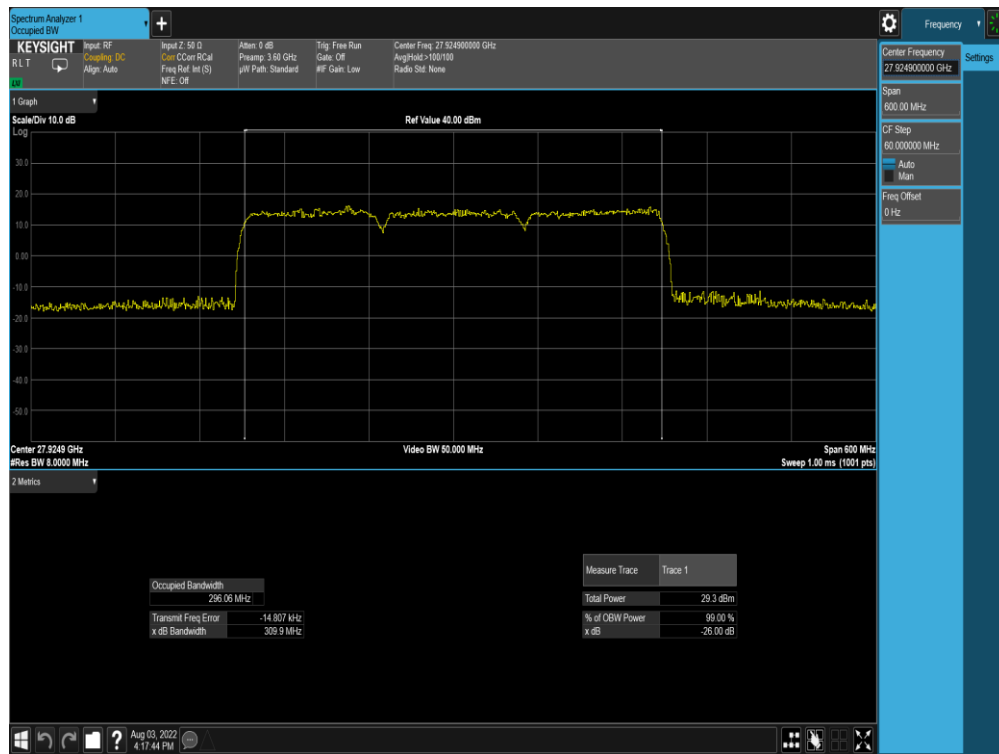 Spectrum Analyzer 1
Occupied BW
+
Frequency
KEYSIGHT
R L T
LXI
Input: RF
Coupling: DC
Align: Auto
Input Z: 50 Ω
Corr CCorr RCal
Freq Ref: Int (S)
NFE: Off
Atten: 0 dB
Preamp: 3.60 GHz
µW Path: Standard
Trig: Free Run
Gate: Off
#IF Gain: Low
Center Freq: 27.924900000 GHz
Avg|Hold:>100/100
Radio Std: None
Center Frequency
27.924900000 GHz
Settings
Span
600.00 MHz
CF Step
60.000000 MHz
Auto
Man
Freq Offset
0 Hz
1 Graph
Scale/Div 10.0 dB
Ref Value 40.00 dBm
Log
30.0
20.0
10.0
0.00
-10.0
-20.0
-30.0
-40.0
-50.0
Center 27.9249 GHz
Video BW 50.000 MHz
Span 600 MHz
#Res BW 8.0000 MHz
Sweep 1.00 ms (1001 pts)
2 Metrics
Measure Trace Trace 1
Occupied Bandwidth
296.06 MHz
Total Power 29.3 dBm
Transmit Freq Error -14.807 kHz
% of OBW Power 99.00 %
x dB Bandwidth 309.9 MHz
x dB -26.00 dB
?
Aug 03, 2022
4:17:44 PM